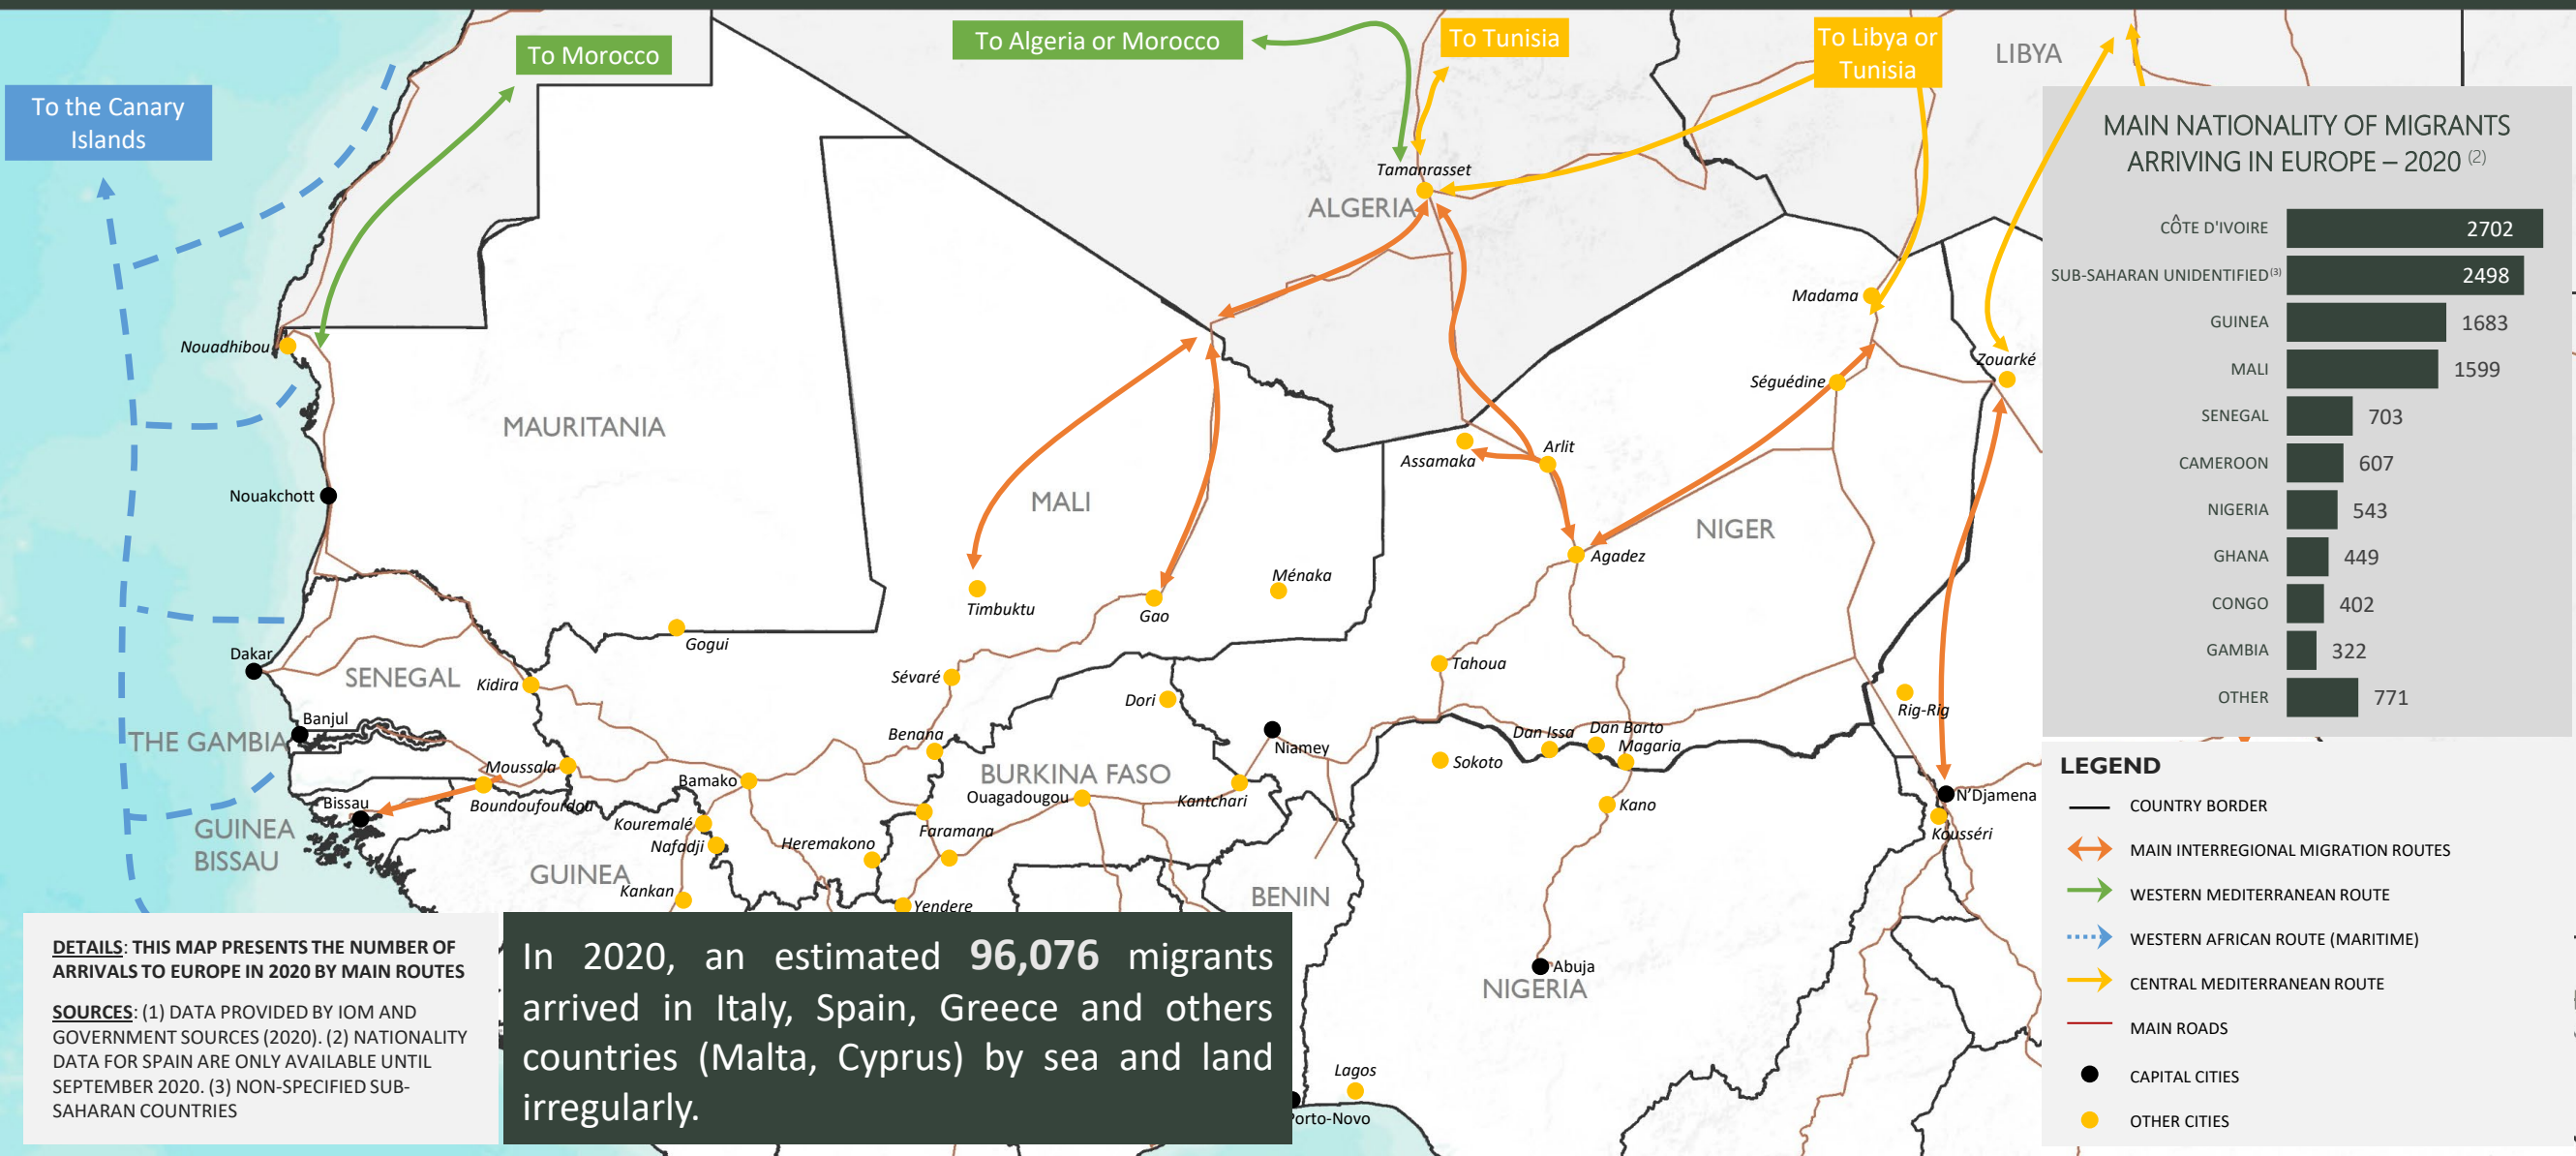 To the Canary
Islands
To Morocco
To Algeria or Morocco
To Tunisia
To Libya or
Tunisia
LIBYA
Tamanrasset
ALGERIA
Madama
Nouadhibou
Zouarké
Séguédine
MAURITANIA
Assamaka
Arlit
Nouakchott
MALI
NIGER
Agadez
Ménaka
Timbuktu
Gao
Gogui
Dakar
SENEGAL
Kidira
Sévaré
Tahoua
Dori
Rig-Rig
Banjul
THE GAMBIA
Benana
Niamey
Dan Issa
Dan Barto
Magaria
Moussala
Bamako
BURKINA FASO
Sokoto
Boundoufourdou
Ouagadougou
Kantchari
Kano
N'Djamena
Bissau
GUINEA
BISSAU
Kouremalé
Nafadji
Heremakono
Faramana
Kousséri
GUINEA
Kankan
Yendere
BENIN
Abuja
NIGERIA
Lagos
Porto-Novo
MAIN NATIONALITY OF MIGRANTS
ARRIVING IN EUROPE – 2020 (2)
CÔTE D'IVOIRE 2702
SUB-SAHARAN UNIDENTIFIED(3) 2498
GUINEA 1683
MALI 1599
SENEGAL 703
CAMEROON 607
NIGERIA 543
GHANA 449
CONGO 402
GAMBIA 322
OTHER 771
LEGEND
COUNTRY BORDER
MAIN INTERREGIONAL MIGRATION ROUTES
WESTERN MEDITERRANEAN ROUTE
WESTERN AFRICAN ROUTE (MARITIME)
CENTRAL MEDITERRANEAN ROUTE
MAIN ROADS
CAPITAL CITIES
OTHER CITIES
DETAILS: THIS MAP PRESENTS THE NUMBER OF
ARRIVALS TO EUROPE IN 2020 BY MAIN ROUTES
SOURCES: (1) DATA PROVIDED BY IOM AND
GOVERNMENT SOURCES (2020). (2) NATIONALITY
DATA FOR SPAIN ARE ONLY AVAILABLE UNTIL
SEPTEMBER 2020. (3) NON-SPECIFIED SUB-
SAHARAN COUNTRIES
In 2020, an estimated 96,076 migrants
arrived in Italy, Spain, Greece and others
countries (Malta, Cyprus) by sea and land
irregularly.